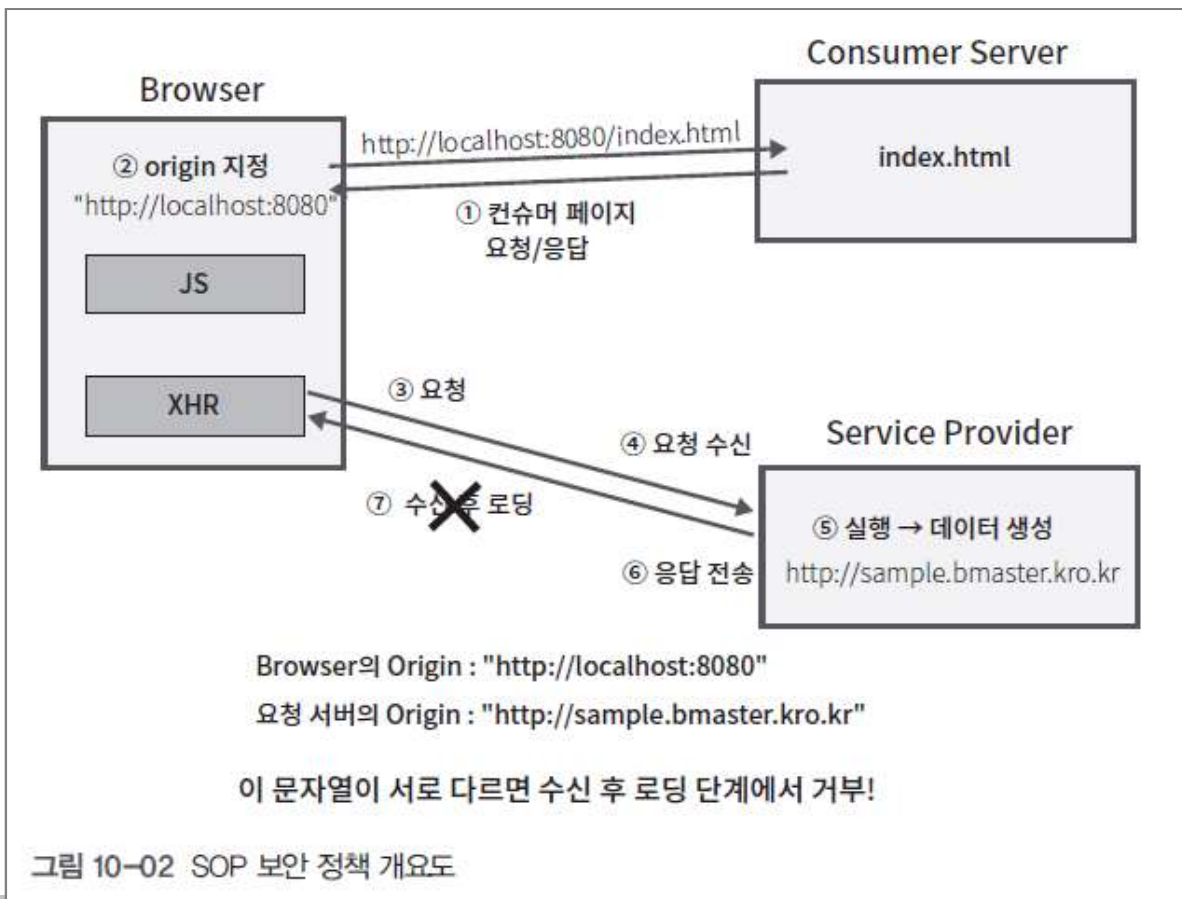 Consumer Server
Browser
http://localhost:8080/index.html
index.html
② origin 지정
"http://localhost:8080"
① 컨슈머 페이지
요청/응답
JS
XHR
③ 요청
④ 요청 수신
Service Provider
⑦ 수신 후 로딩
⑤ 실행 → 데이터 생성
http://sample.bmaster.kro.kr
⑥ 응답 전송
Browser의 Origin : "http://localhost:8080"
요청 서버의 Origin : "http://sample.bmaster.kro.kr"
이 문자열이 서로 다르면 수신 후 로딩 단계에서 거부!
그림 10-02 SOP 보안 정책 개요도